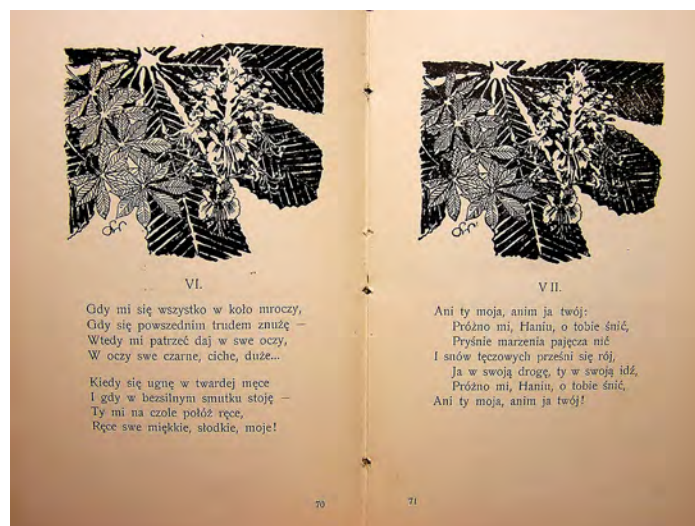 VI.
Gdy mi się wszystko w koło mroczy,
Gdy się powszednim trudem znużę —
Wtedy mi patrzeć daj w swe oczy,
W oczy swe czarne, ciche, duże...
Kiedy się ugnę w twardej męce
I gdy w bezsilnym smutku stoję —
Ty mi na czole połóż ręce,
Ręce swe miękkie, słodkie, moje!
70
VII.
Ani ty moja, anim ja twój:
Próżno mi, Haniu, o tobie śnić,
Pryśnie marzenia pajęcza nić
I snów tęczowych prześni się rój,
Ja w swoją drogę, ty w swoją idź,
Próżno mi, Haniu, o tobie śnić,
Ani ty moja, anim ja twój!
71